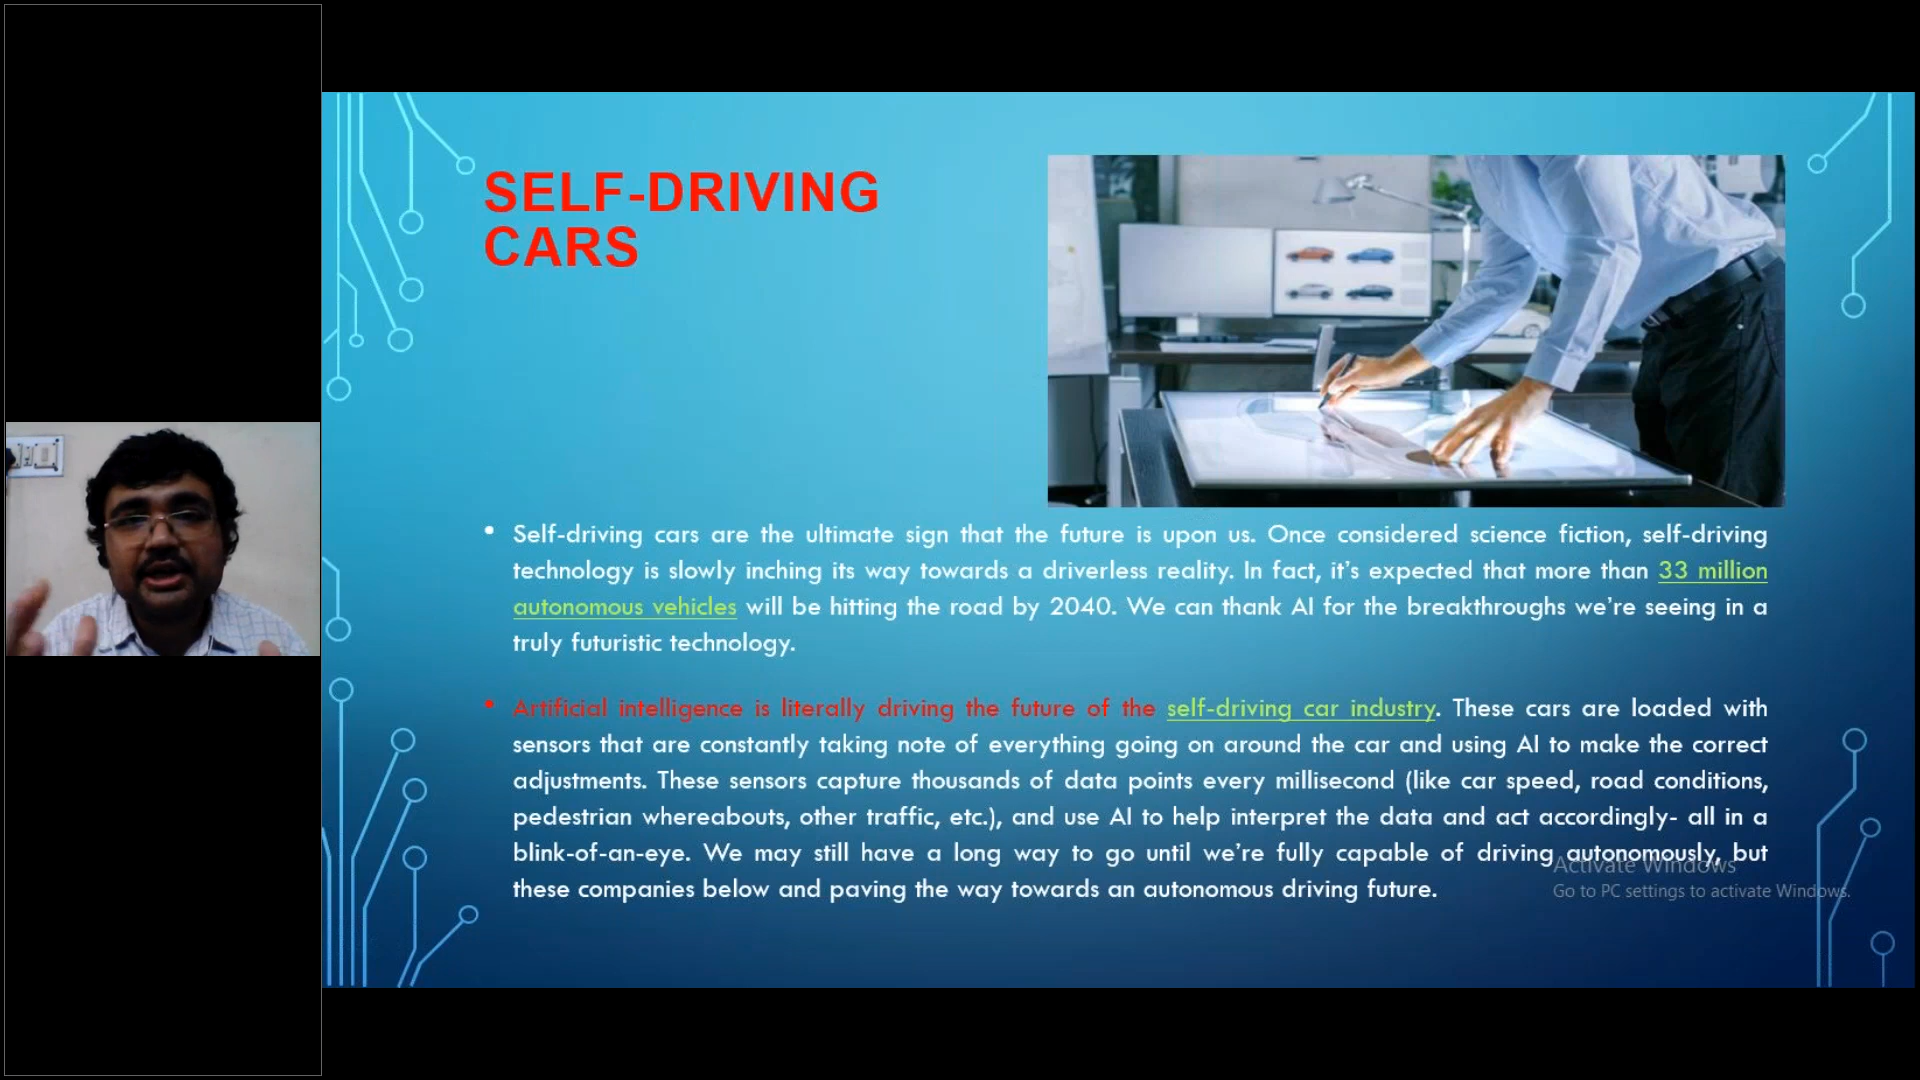 SELF-DRIVING
CARS
• Self-driving cars are the ultimate sign that the future is upon us. Once considered science fiction, self-driving
technology is slowly inching its way towards a driverless reality. In fact, it’s expected that more than 33 million
autonomous vehicles will be hitting the road by 2040. We can thank AI for the breakthroughs we’re seeing in a
truly futuristic technology.
• Artificial intelligence is literally driving the future of the self-driving car industry. These cars are loaded with
sensors that are constantly taking note of everything going on around the car and using AI to make the correct
adjustments. These sensors capture thousands of data points every millisecond (like car speed, road conditions,
pedestrian whereabouts, other traffic, etc.), and use AI to help interpret the data and act accordingly- all in a
blink-of-an-eye. We may still have a long way to go until we’re fully capable of driving autonomously, but
these companies below and paving the way towards an autonomous driving future.
Activate Windows
Go to PC settings to activate Windows.